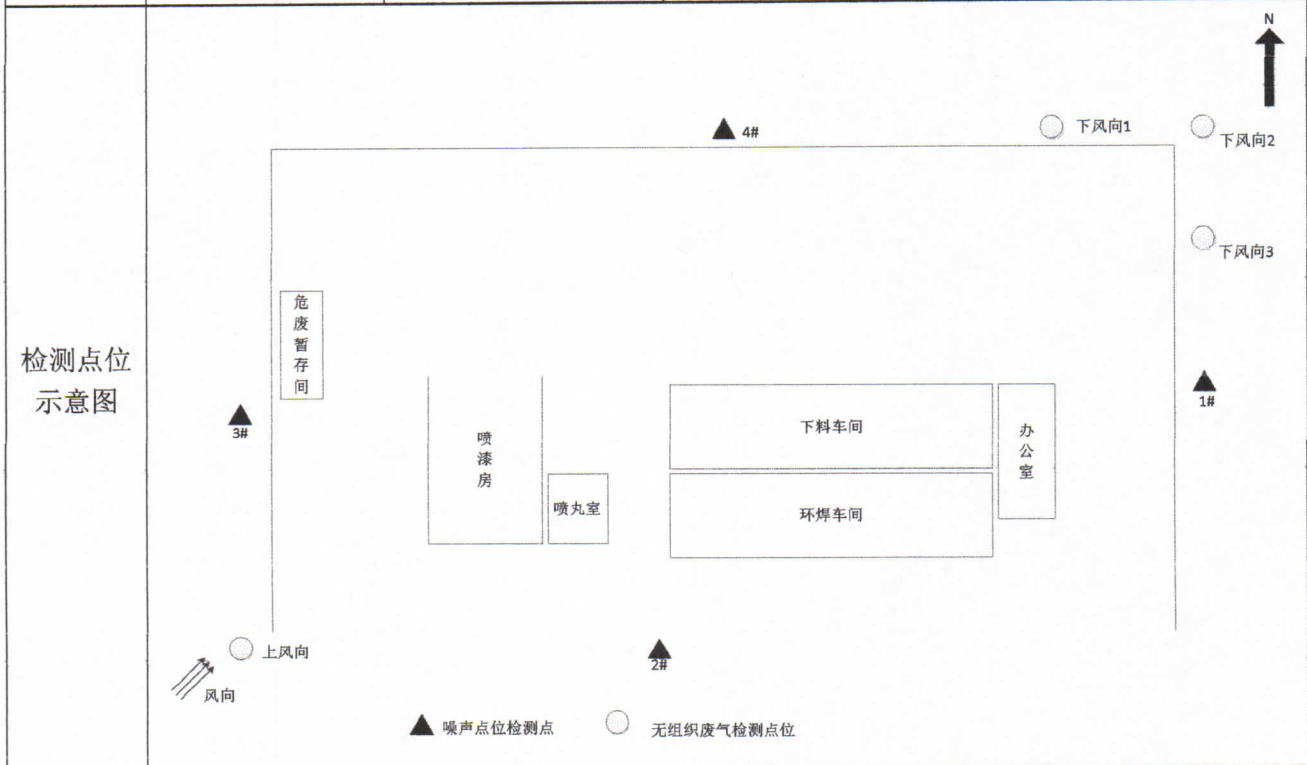 N
4#
下风向1
下风向2
下风向3
危废暂存间
检测点位
示意图
3#
喷漆房
喷丸室
下料车间
环焊车间
办公室
1#
上风向
风向
2#
噪声点位检测点
无组织废气检测点位